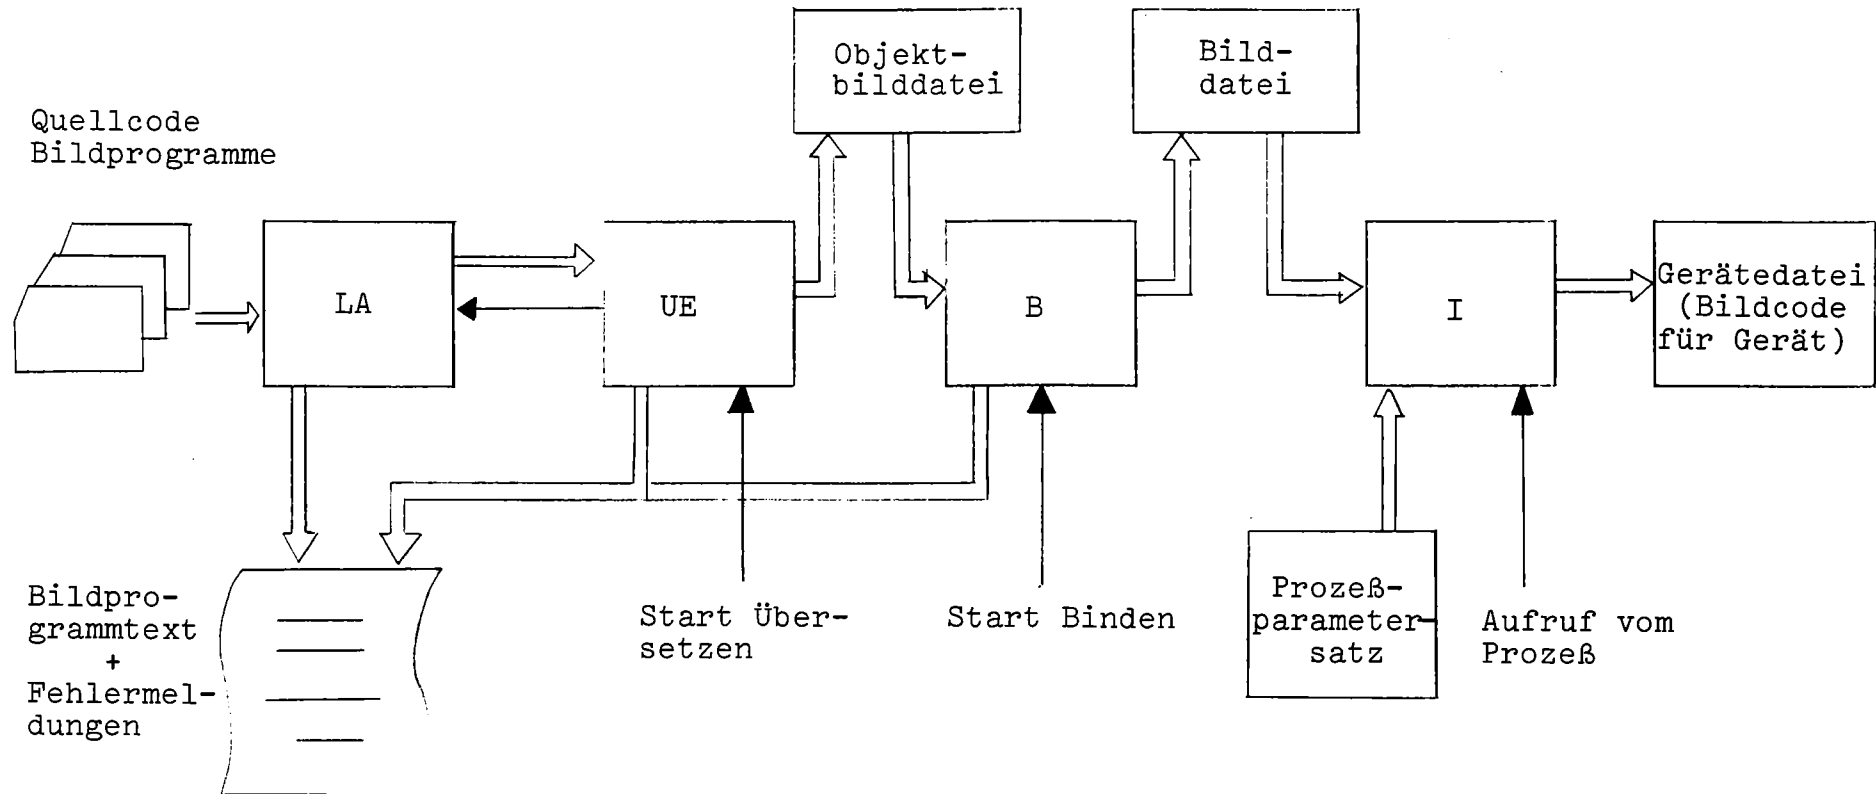 Objekt-
bilddatei
Bild-
datei
Quellcode
Bildprogramme
LA
UE
B
I
Gerätedatei
(Bildcode
für Gerät)
Bildpro-
grammtext
+
Fehlermel-
dungen
Start Über-
setzen
Start Binden
Prozeß-
parameter-
satz
Aufruf vom
Prozeß